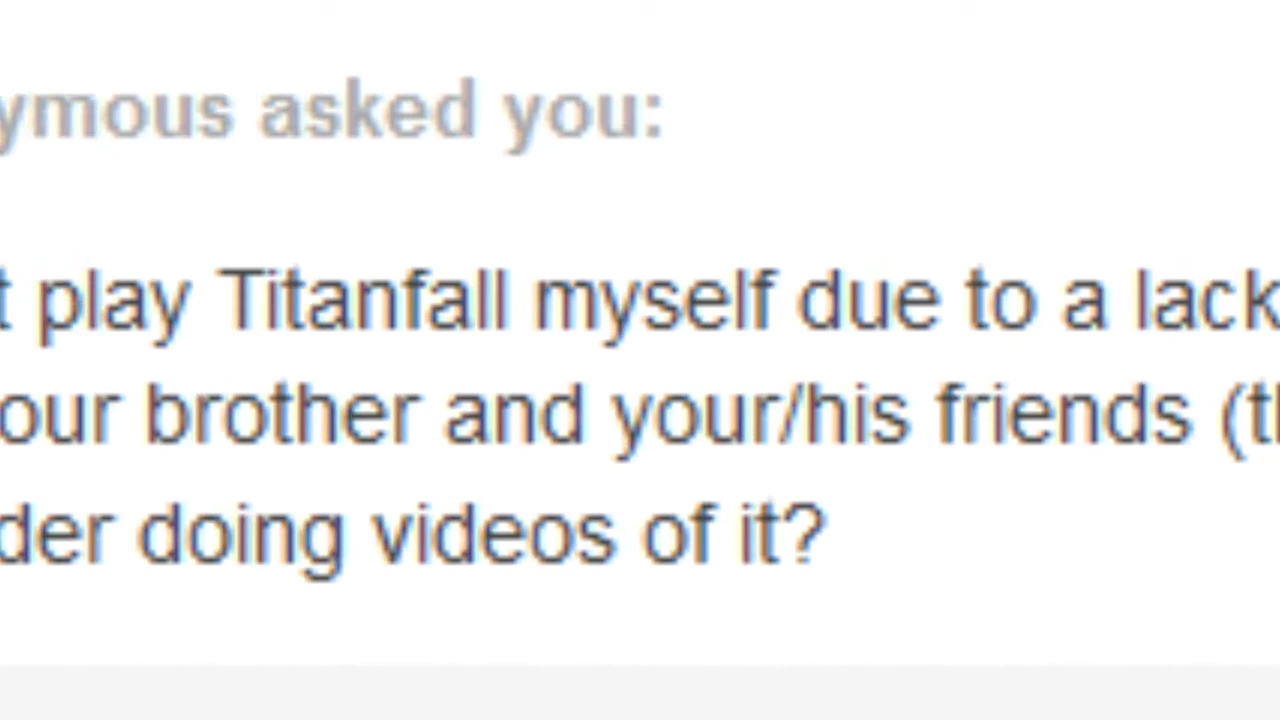 ymous asked you:
t play Titanfall myself due to a lack
our brother and your/his friends (th
der doing videos of it?